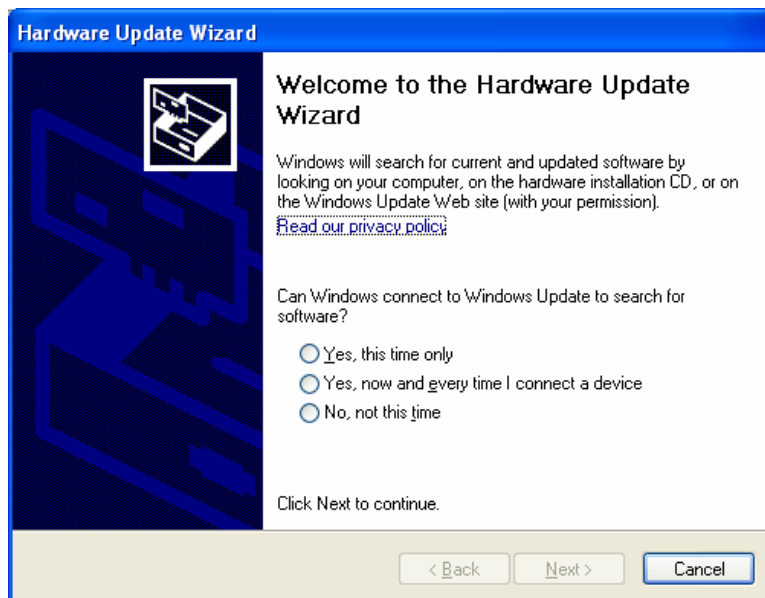 Hardware Update Wizard
Welcome to the Hardware Update
Wizard
Windows will search for current and updated software by
looking on your computer, on the hardware installation CD, or on
the Windows Update Web site (with your permission).
Read our privacy policy
Can Windows connect to Windows Update to search for
software?
Yes, this time only
Yes, now and every time I connect a device
No, not this time
Click Next to continue.
< Back Next > Cancel